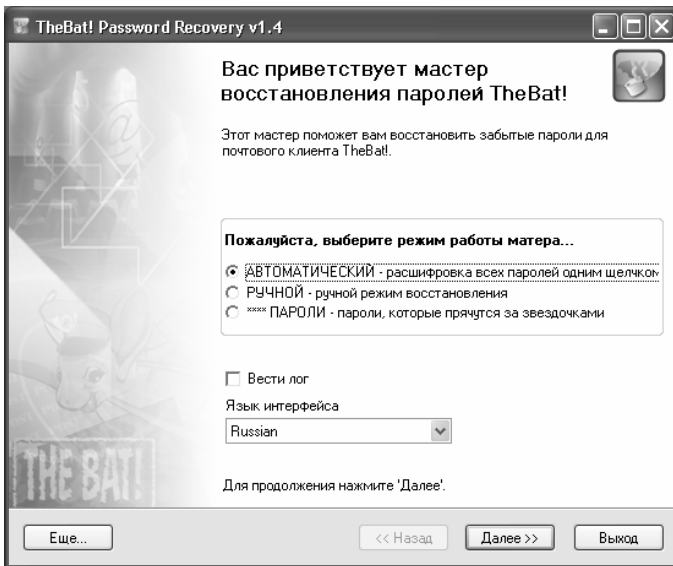 TheBat! Password Recovery v1.4
Вас приветствует мастер
восстановления паролей TheBat!
Этот мастер поможет вам восстановить забытые пароли для
почтового клиента TheBat!.
Пожалуйста, выберите режим работы матера...
АВТОМАТИЧЕСКИЙ - расшифровка всех паролей одним щелчком
РУЧНОЙ - ручной режим восстановления
**** ПАРОЛИ - пароли, которые прячутся за звездочками
Вести лог
Язык интерфейса
Russian
THE BAT!
Для продолжения нажмите 'Далее'.
Еще...
<< Назад
Далее >>
Выход